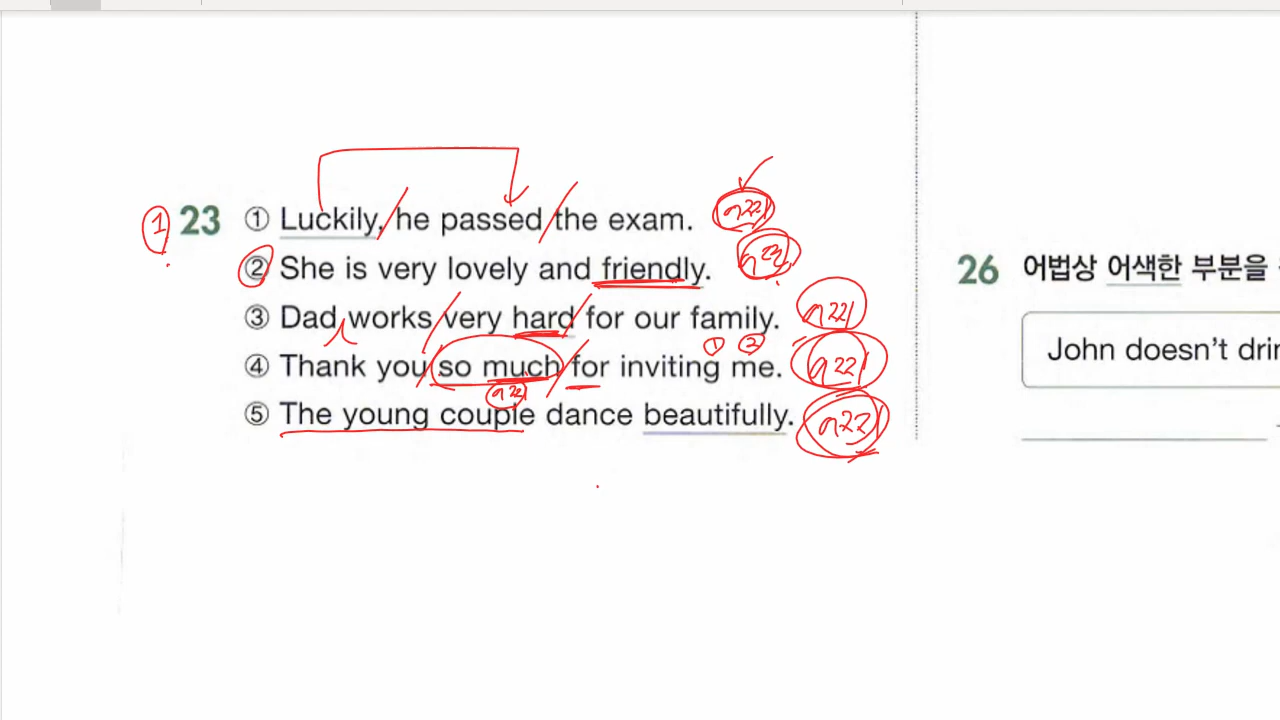 23 ① Luckily, he passed the exam.
② She is very lovely and friendly.
③ Dad works very hard for our family.
④ Thank you so much for inviting me.
⑤ The young couple dance beautifully.
26 어법상 어색한 부분을
John doesn't drin